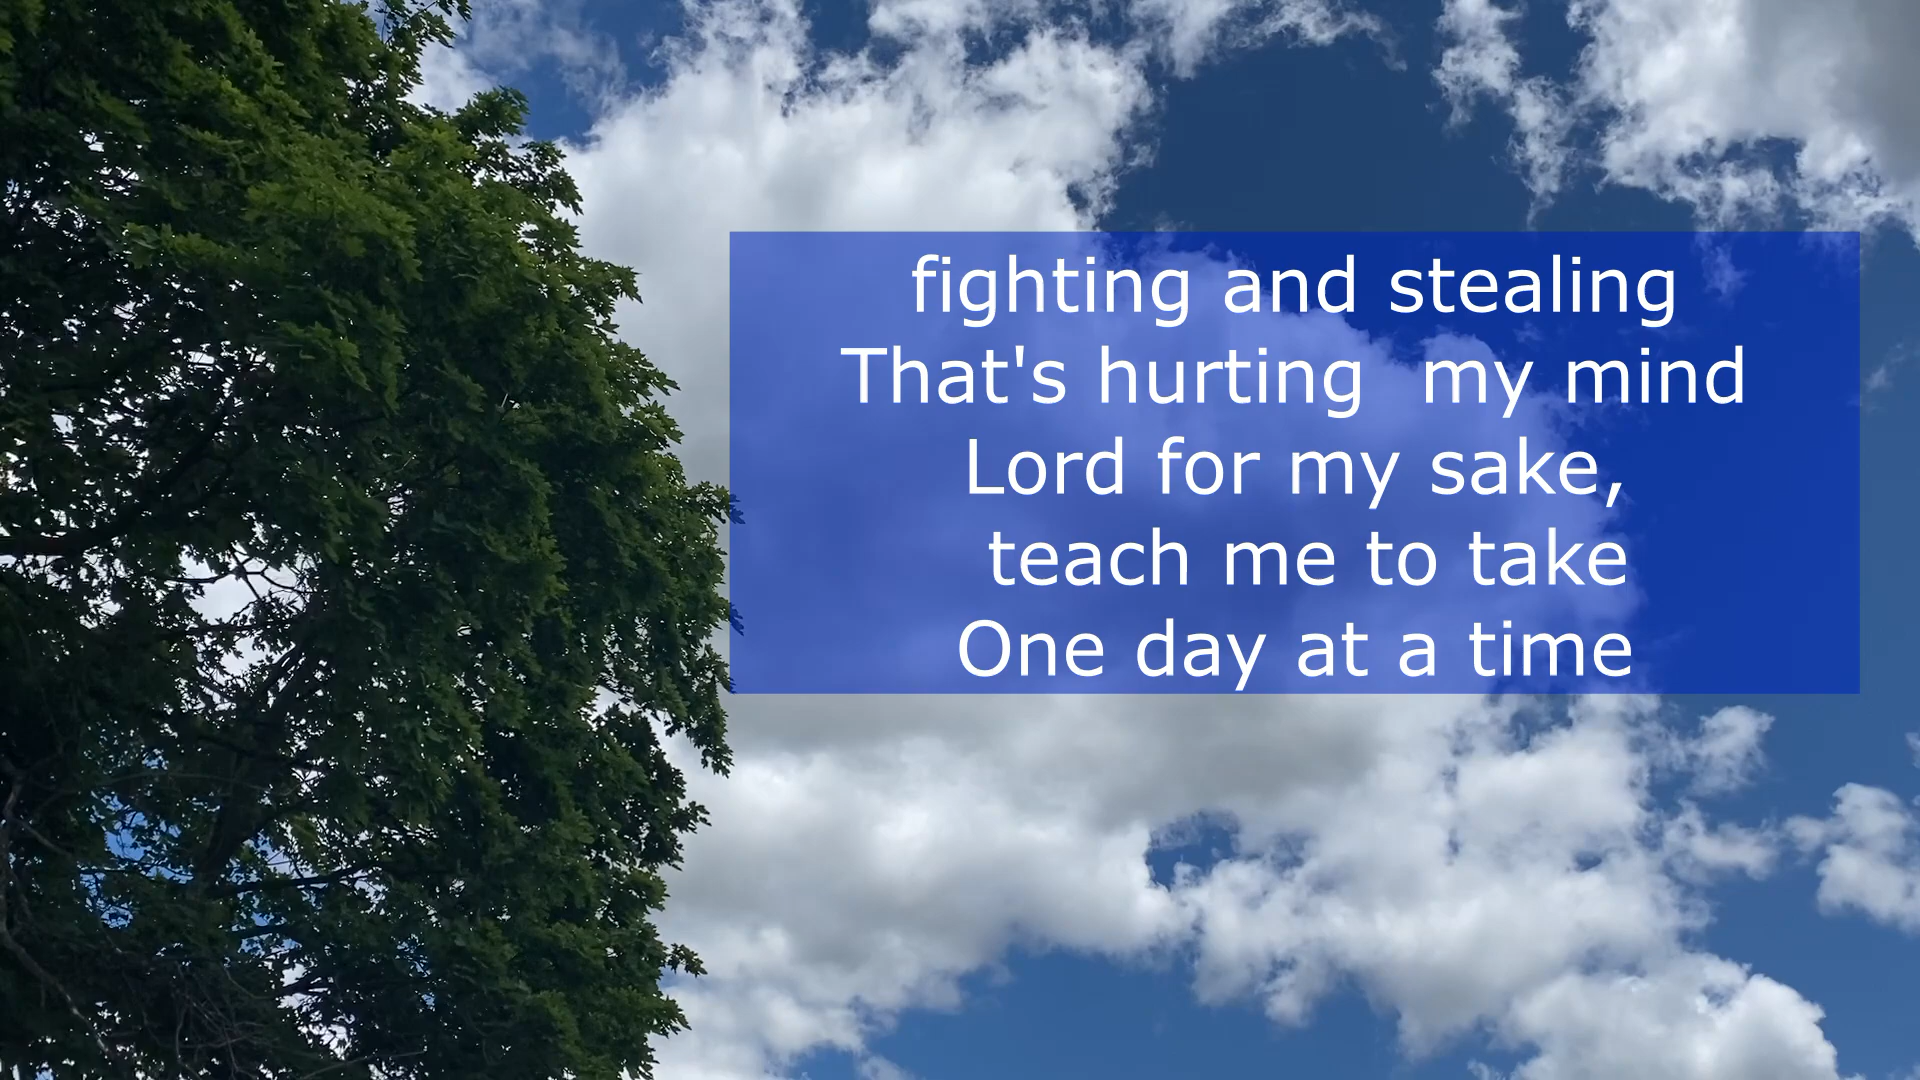 fighting and stealing
That's hurting  my mind
Lord for my sake,
teach me to take
One day at a time